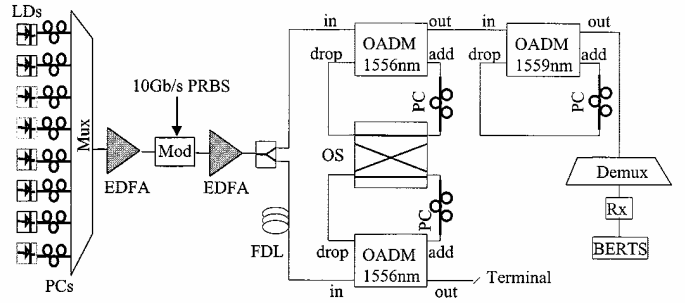 LDs
PCs
Mux
EDFA
10Gb/s PRBS
Mod
EDFA
FDL
in
out
drop
add
OADM
1556nm
PC
OS
PC
drop
add
OADM
1556nm
in
out
Terminal
in
out
drop
add
OADM
1559nm
PC
Demux
Rx
BERTS